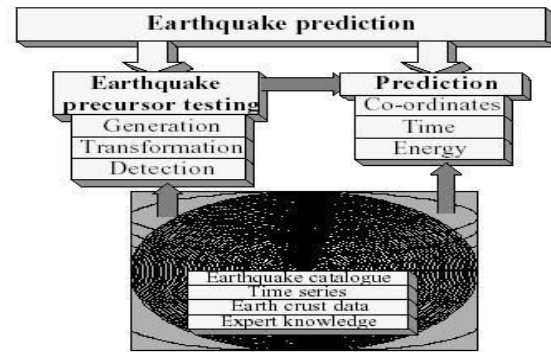 Earthquake prediction
Earthquake
precursor testing
Generation
Transformation
Detection
Prediction
Co-ordinates
Time
Energy
Earthquake catalogue
Time series
Earth crust data
Expert knowledge